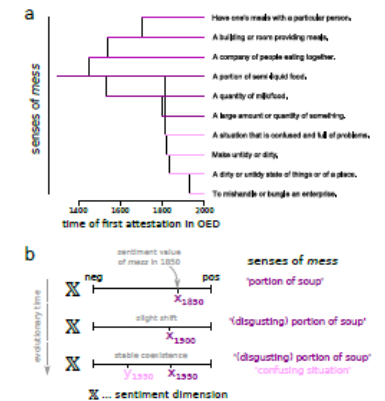 a
senses of mess
Have one's meals with a particular person.
A building or room providing meals.
A company of people eating together.
A portion of semi-liquid food.
A quantity of milk/food.
A large amount or quantity of something.
A situation that is confused and full of problems.
Make untidy or dirty.
A dirty or untidy state of things or of a place.
To mishandle or bungle an enterprise.
1400 1600 1800 2000
time of first attestation in OED
b
sentiment value
of mess in 1850
senses of mess
neg pos
evolutionary time
𝕏 x1850 "portion of soup"
slight shift
𝕏 x1900 "(disgusting) portion of soup"
stable coexistence
𝕏 y1950 x1950 "(disgusting) portion of soup"
"confusing situation"
𝕏 ... sentiment dimension